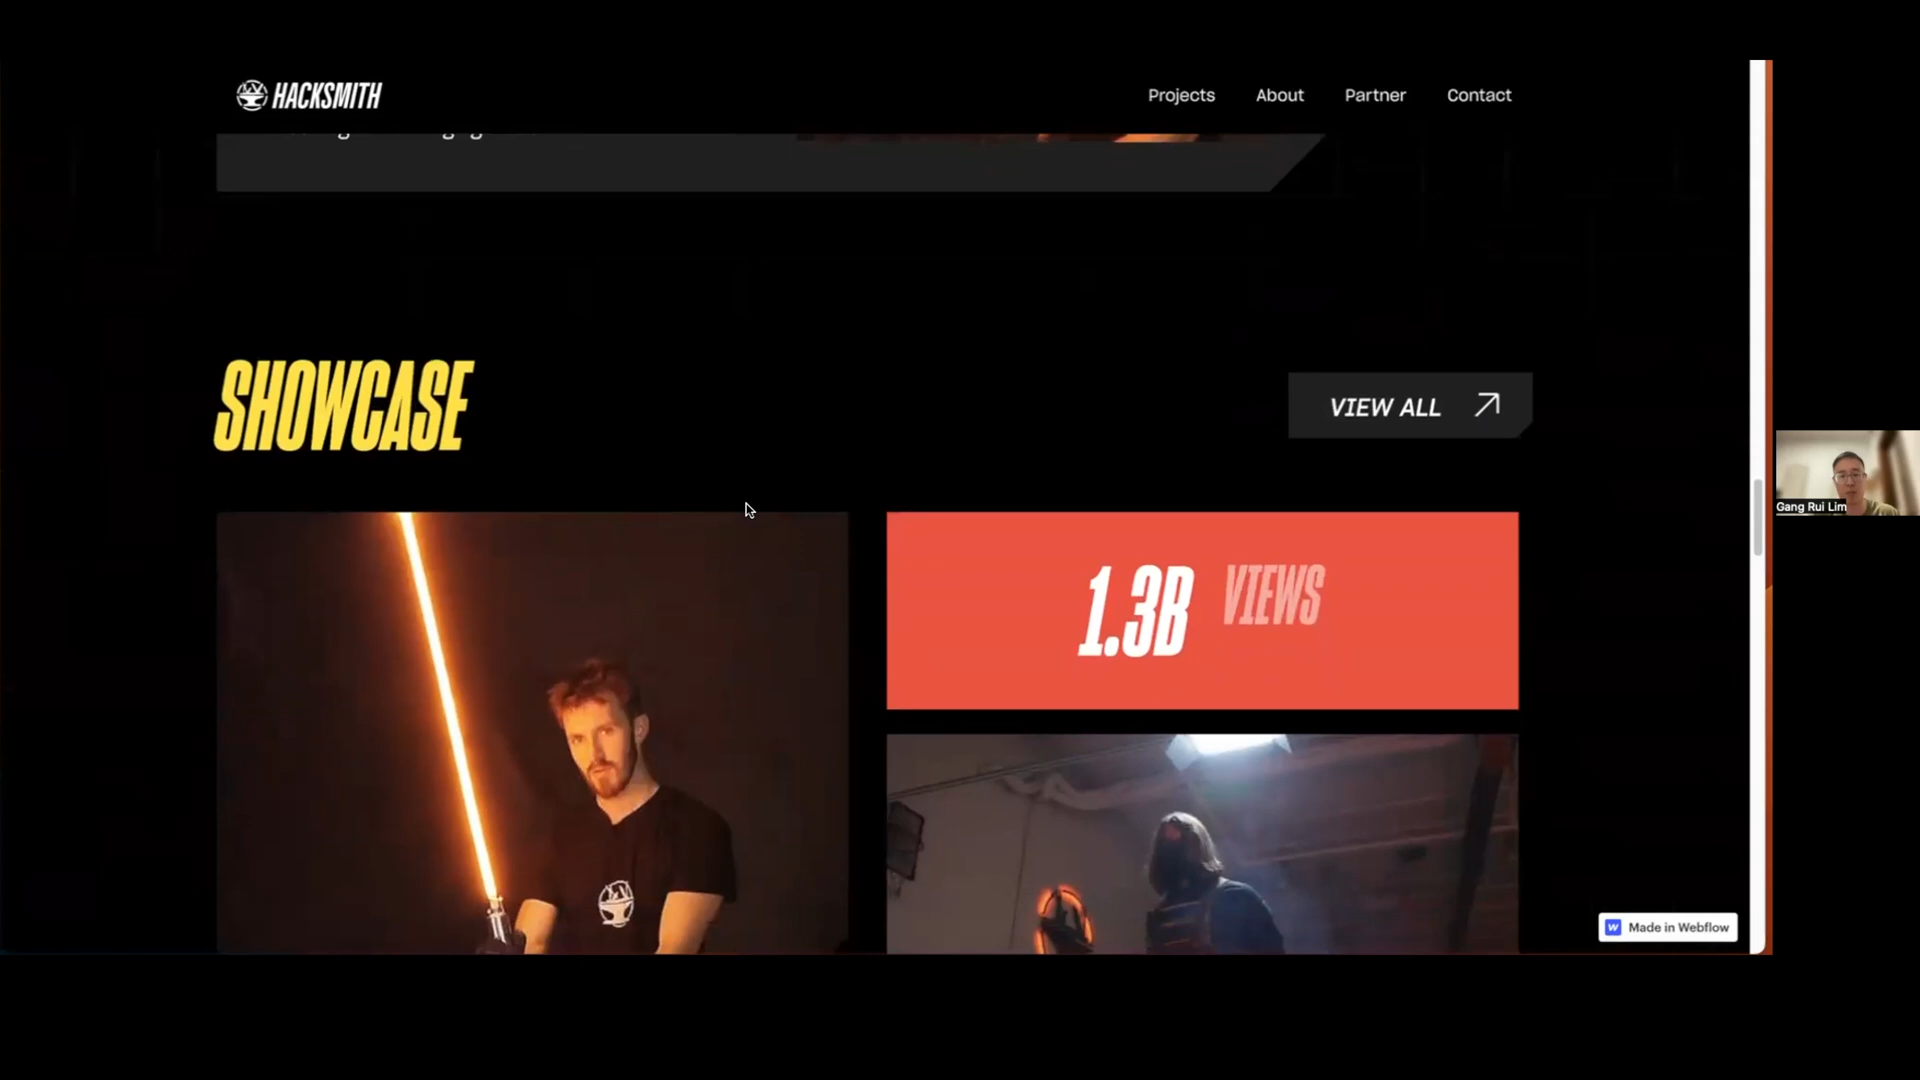 HACKSMITH
Projects
About
Partner
Contact
SHOWCASE
VIEW ALL
1.3B VIEWS
Gang Rui Lim
Made in Webflow